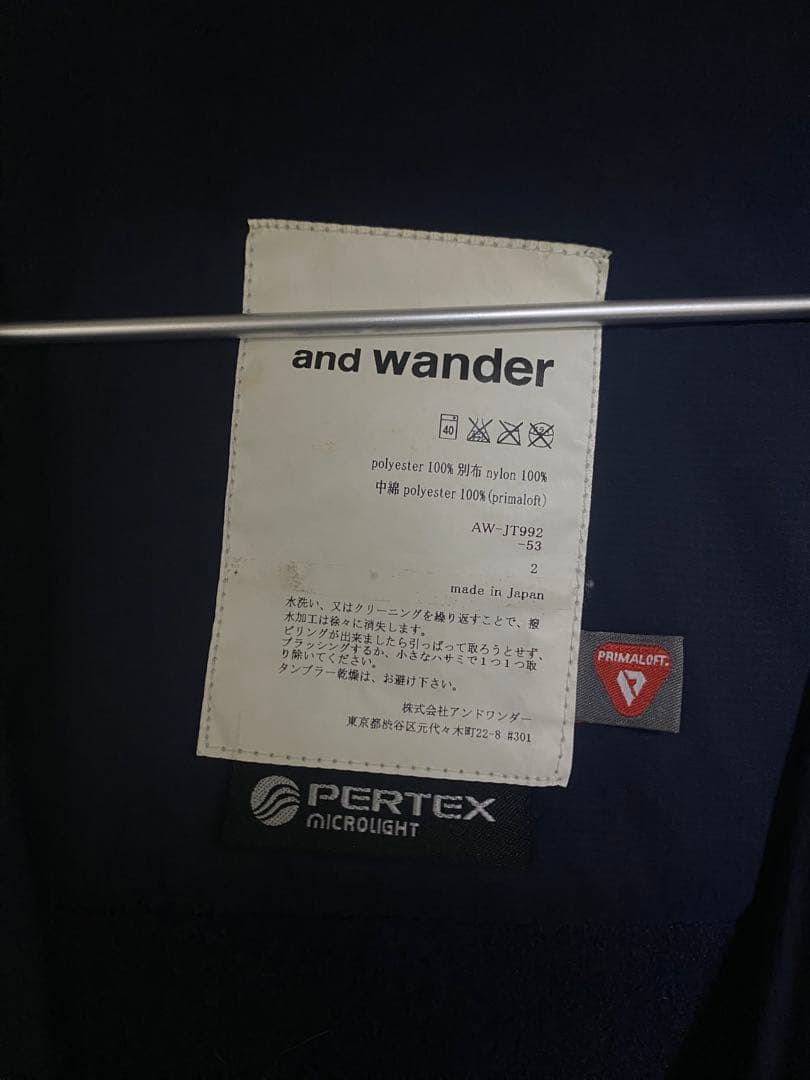 and wander
40
polyester 100% 別布 nylon 100%
中綿 polyester 100% (primaloft)
AW-JT992
-53
2
made in Japan
水洗い、又はクリーニングを繰り返すことで、撥
水加工は徐々に消失します。
ピリングが出来ましたら引っぱって取ろうとせず、
ブラッシングするか、小さなハサミで1つ1つ取
り除いてください。
タンブラー乾燥は、お避け下さい。
株式会社アンドワンダー
東京都渋谷区元代々木町22-8 #301
PRIMALOFT.
PERTEX
MICROLIGHT